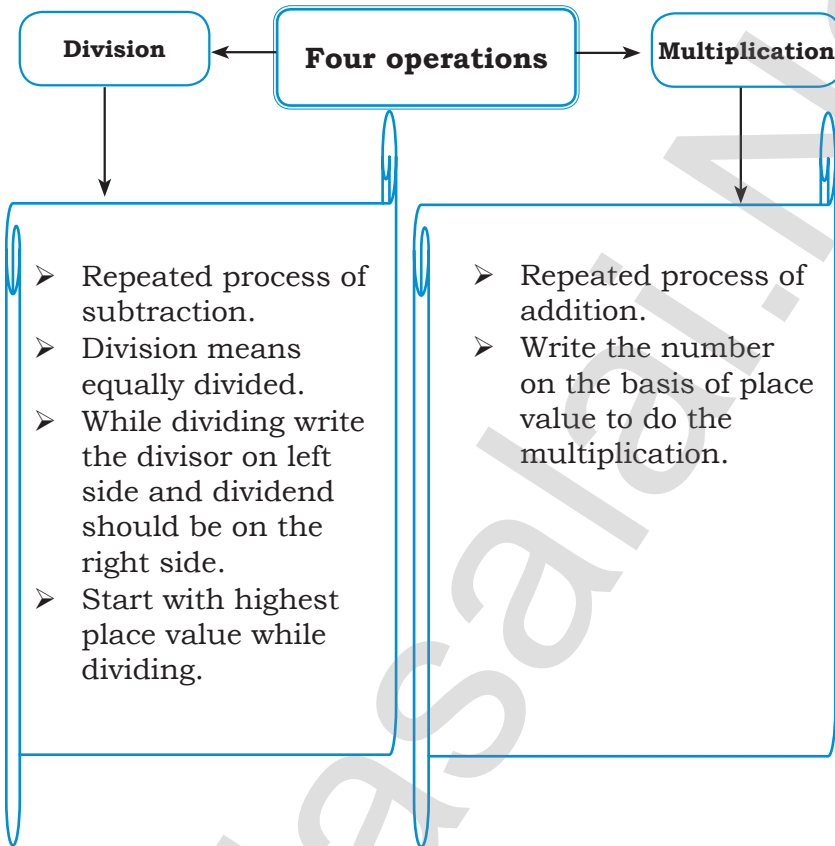 Division
Four operations
Multiplication
➢ Repeated process of
subtraction.
➢ Division means
equally divided.
➢ While dividing write
the divisor on left
side and dividend
should be on the
right side.
➢ Start with highest
place value while
dividing.
➢ Repeated process of
addition.
➢ Write the number
on the basis of place
value to do the
multiplication.